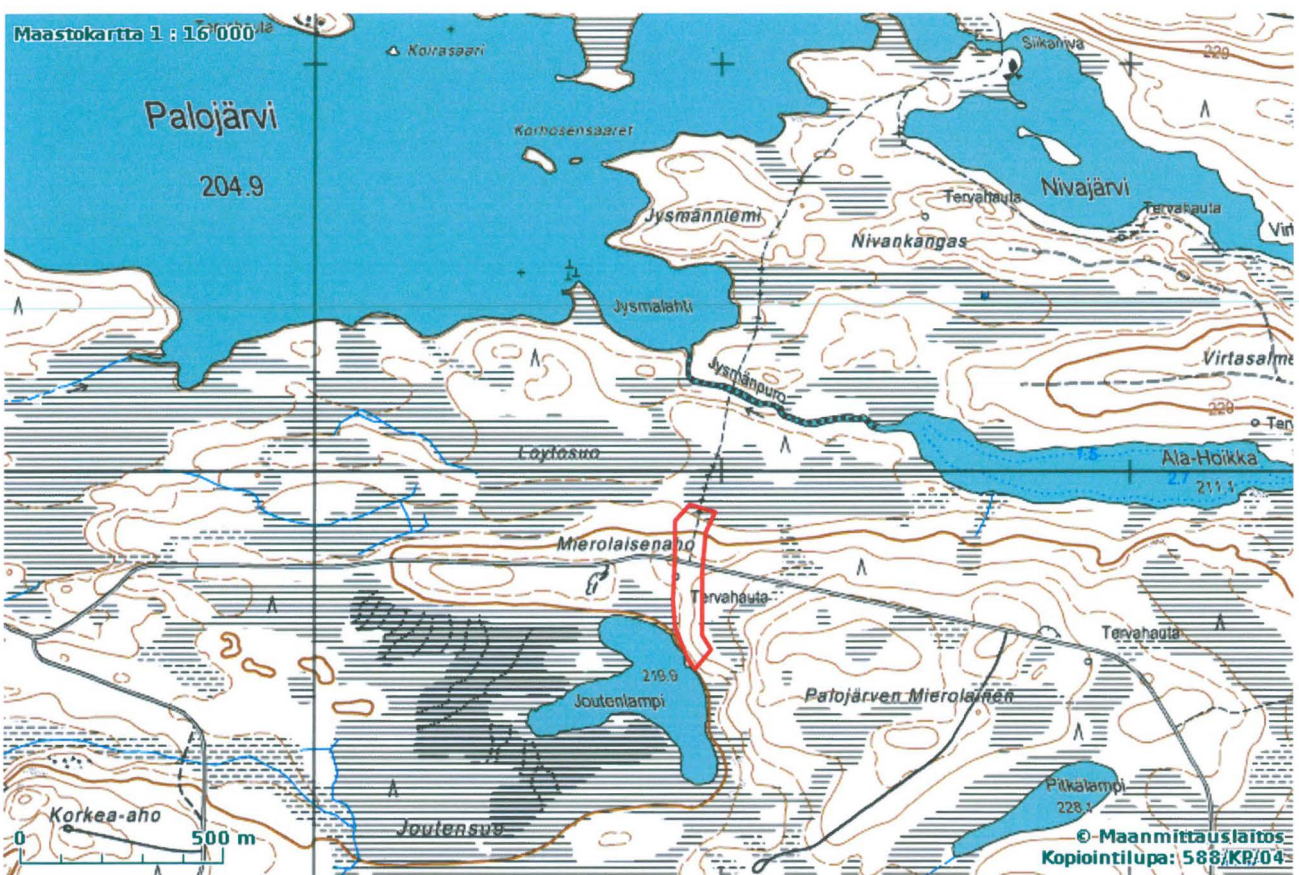 Maastokartta 1 : 16 000
Koirasaari
Siikaniva
220
Palojärvi
204.9
Korhosensaaret
Nivajärvi
Jysmänniemi
Tervahauta
Tervahauta
Nivankangas
Jysmälahti
Jysmänpuro
220
Löytösuo
1.5
Ala-Hoikka
2.7
211.1
Mierolaisenaho
Tervahauta
Tervahauta
219.9
Joutenlampi
Palojärven Mierolainen
Pitkälampi
228.1
Korkea-aho
Joutensuo
0
500 m
© Maanmittauslaitos
Kopiointilupa: 588/KP/04